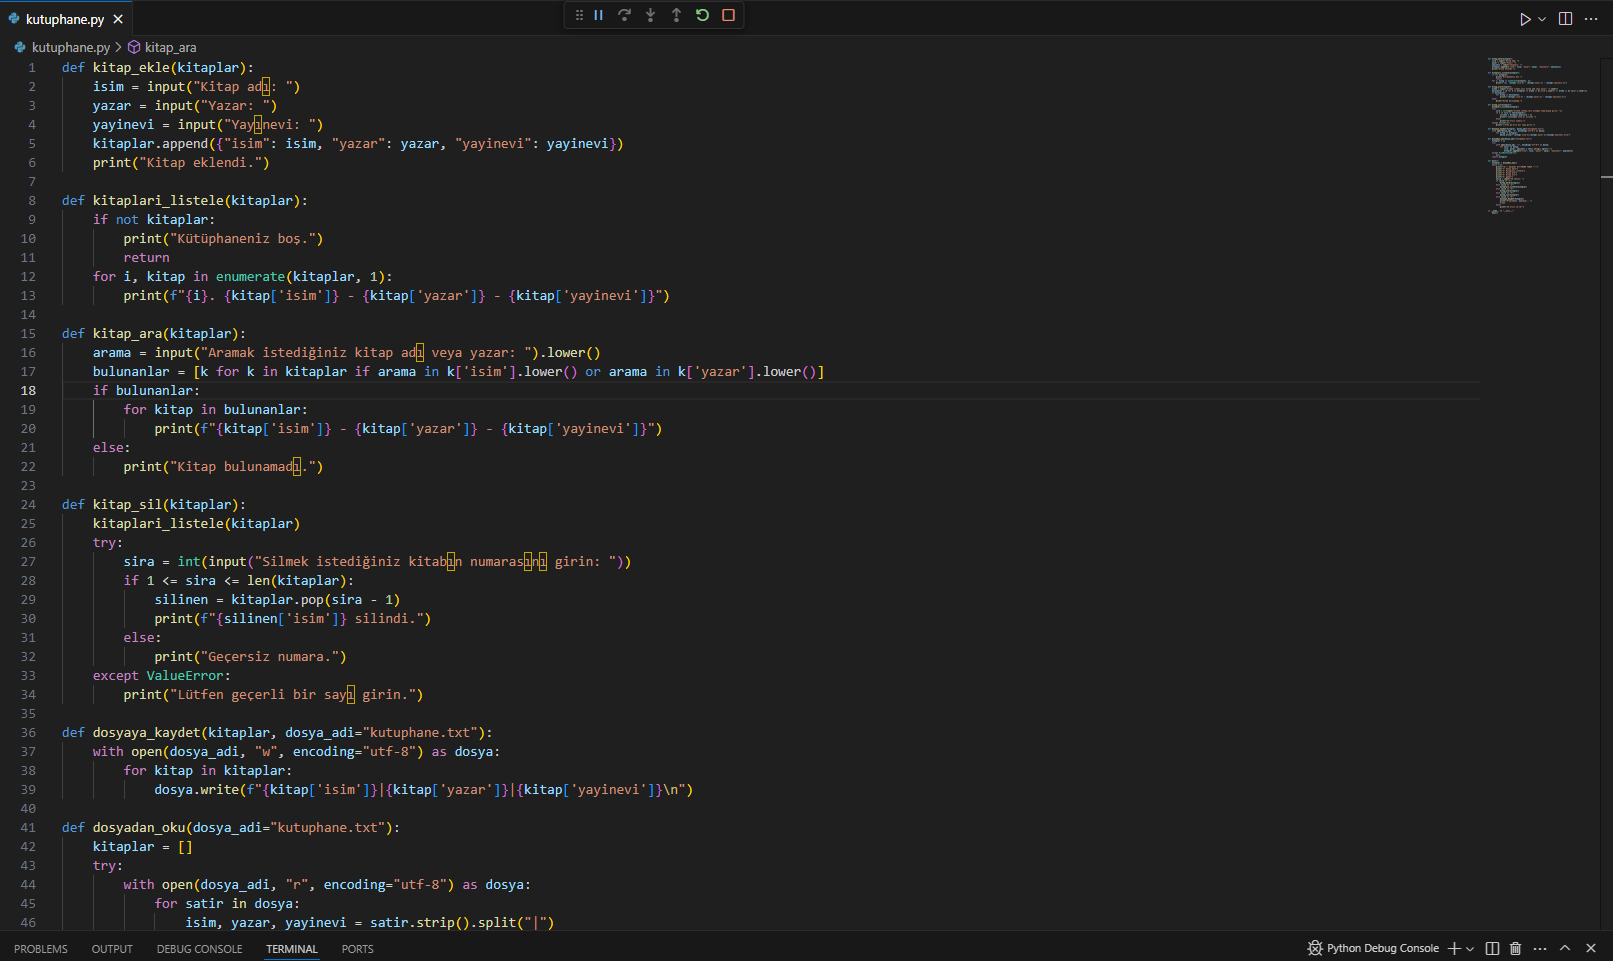 kutuphane.py
kutuphane.py > kitap_ara
1 def kitap_ekle(kitaplar):
2     isim = input("Kitap adı: ")
3     yazar = input("Yazar: ")
4     yayinevi = input("Yayınevi: ")
5     kitaplar.append({"isim": isim, "yazar": yazar, "yayinevi": yayinevi})
6     print("Kitap eklendi.")
7
8 def kitaplari_listele(kitaplar):
9     if not kitaplar:
10         print("Kütüphaneniz boş.")
11         return
12     for i, kitap in enumerate(kitaplar, 1):
13         print(f"{i}. {kitap['isim']} - {kitap['yazar']} - {kitap['yayinevi']}")
14
15 def kitap_ara(kitaplar):
16     arama = input("Aramak istediğiniz kitap adı veya yazar: ").lower()
17     bulunanlar = [k for k in kitaplar if arama in k['isim'].lower() or arama in k['yazar'].lower()]
18     if bulunanlar:
19         for kitap in bulunanlar:
20             print(f"{kitap['isim']} - {kitap['yazar']} - {kitap['yayinevi']}")
21     else:
22         print("Kitap bulunamadı.")
23
24 def kitap_sil(kitaplar):
25     kitaplari_listele(kitaplar)
26     try:
27         sira = int(input("Silmek istediğiniz kitabın numarasını girin: "))
28         if 1 <= sira <= len(kitaplar):
29             silinen = kitaplar.pop(sira - 1)
30             print(f"{silinen['isim']} silindi.")
31         else:
32             print("Geçersiz numara.")
33     except ValueError:
34         print("Lütfen geçerli bir sayı girin.")
35
36 def dosyaya_kaydet(kitaplar, dosya_adi="kutuphane.txt"):
37     with open(dosya_adi, "w", encoding="utf-8") as dosya:
38         for kitap in kitaplar:
39             dosya.write(f"{kitap['isim']}|{kitap['yazar']}|{kitap['yayinevi']}\n")
40
41 def dosyadan_oku(dosya_adi="kutuphane.txt"):
42     kitaplar = []
43     try:
44         with open(dosya_adi, "r", encoding="utf-8") as dosya:
45             for satir in dosya:
46                 isim, yazar, yayinevi = satir.strip().split("|")
PROBLEMS OUTPUT DEBUG CONSOLE TERMINAL PORTS Python Debug Console